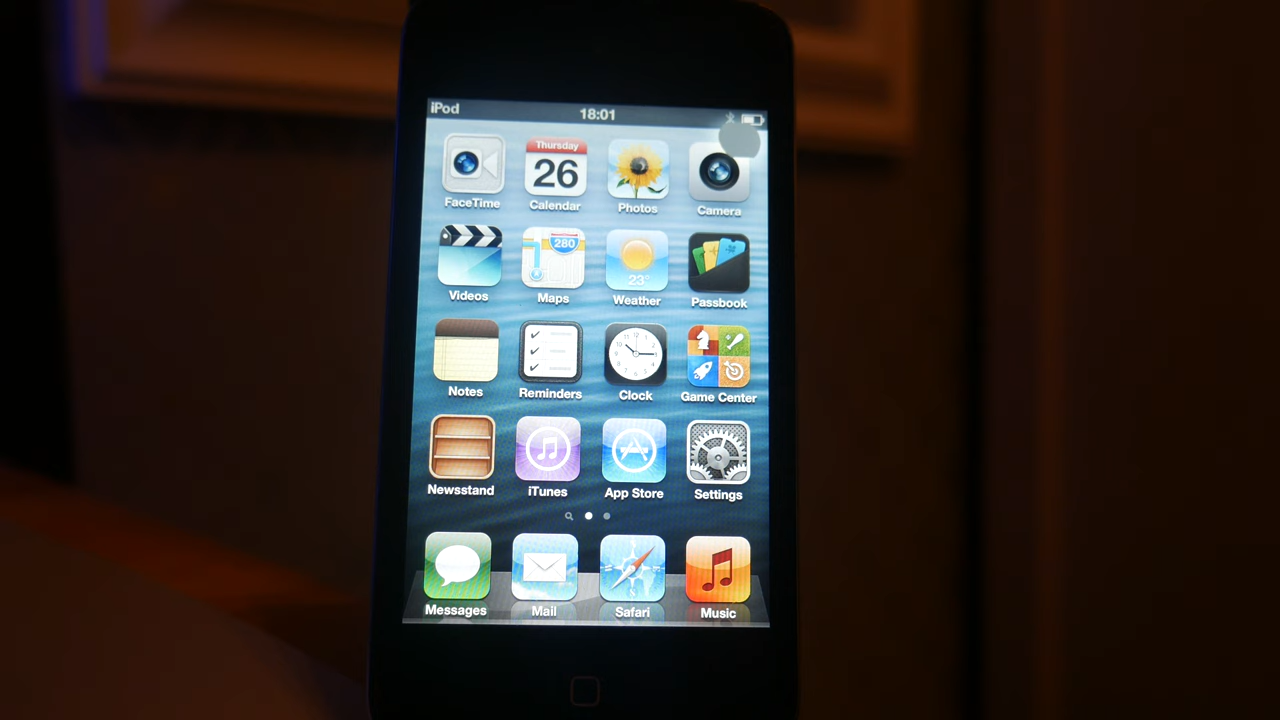 iPod 18:01
Thursday
26
FaceTime Calendar Photos Camera
280
23°
Videos Maps Weather Passbook
Notes Reminders Clock Game Center
Newsstand iTunes App Store Settings
Messages Mail Safari Music